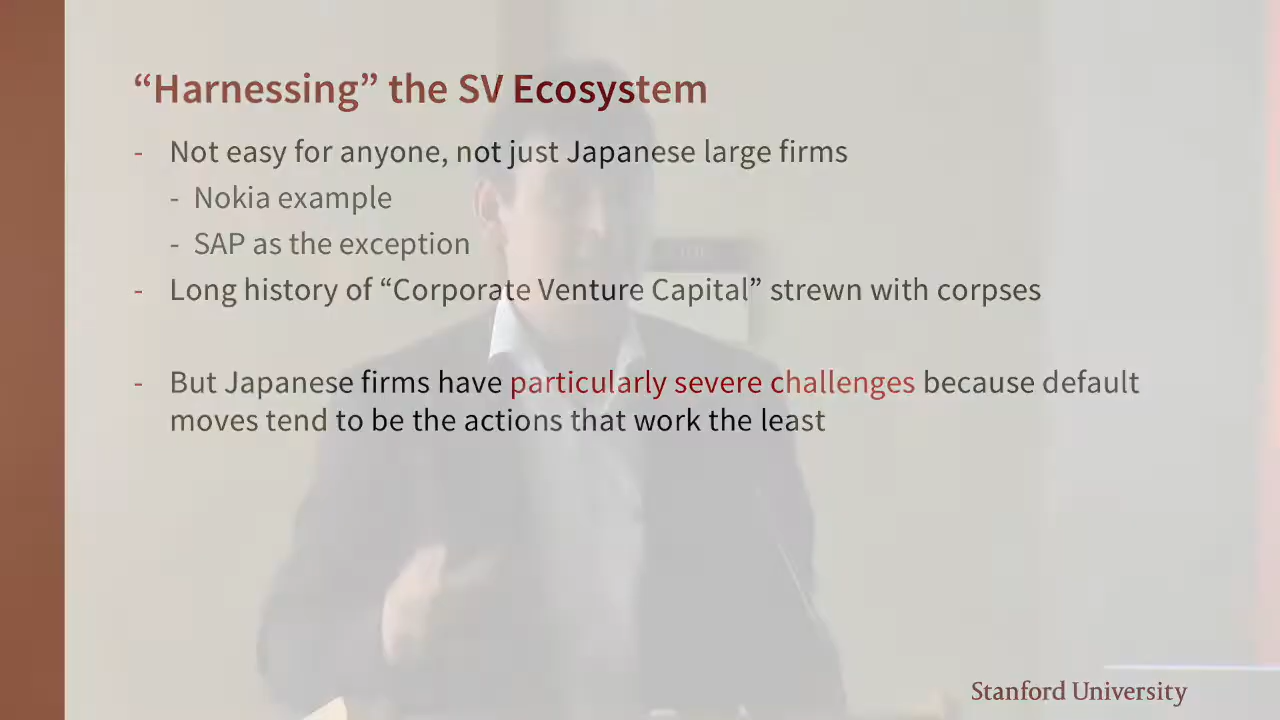 “Harnessing” the SV Ecosystem
- Not easy for anyone, not just Japanese large firms
- Nokia example
- SAP as the exception
- Long history of “Corporate Venture Capital” strewn with corpses
- But Japanese firms have particularly severe challenges because default
moves tend to be the actions that work the least
Stanford University